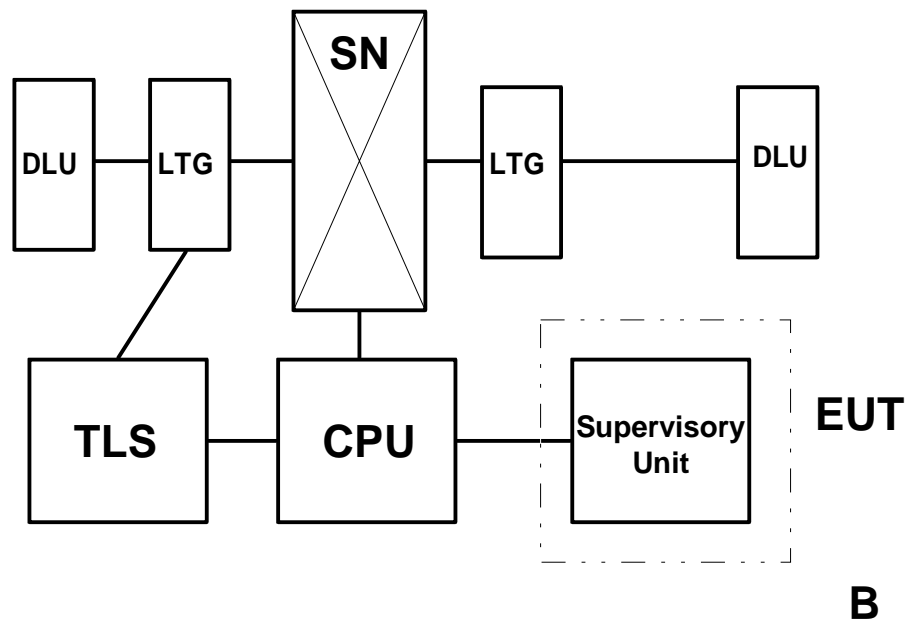 SN
DLU
LTG
LTG
DLU
TLS
CPU
Supervisory
Unit
EUT
B